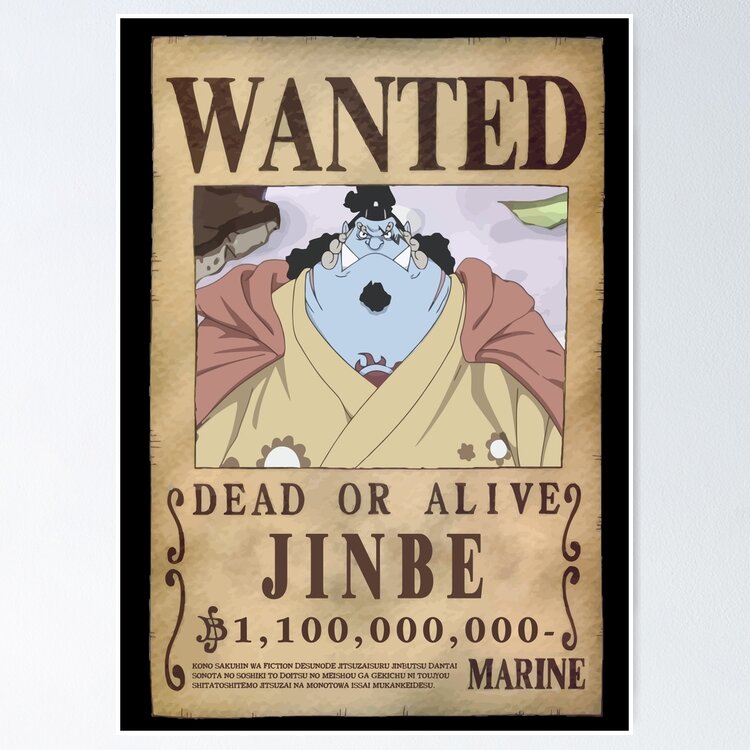 WANTED
DEAD OR ALIVE
JINBE
฿1,100,000,000-
KONO SAKUHIN WA FICTION DESUNODE JITSUZAISURU JINBUTSU DANTAI
SONOTA NO SOSHIKI TO DOITSU NO MEISHOU GA GEKICHU NI TOUJYOU
SHITATOSHITEMO JITSUZAI NA MONOTOWA ISSAI MUKANKEIDESU.
MARINE